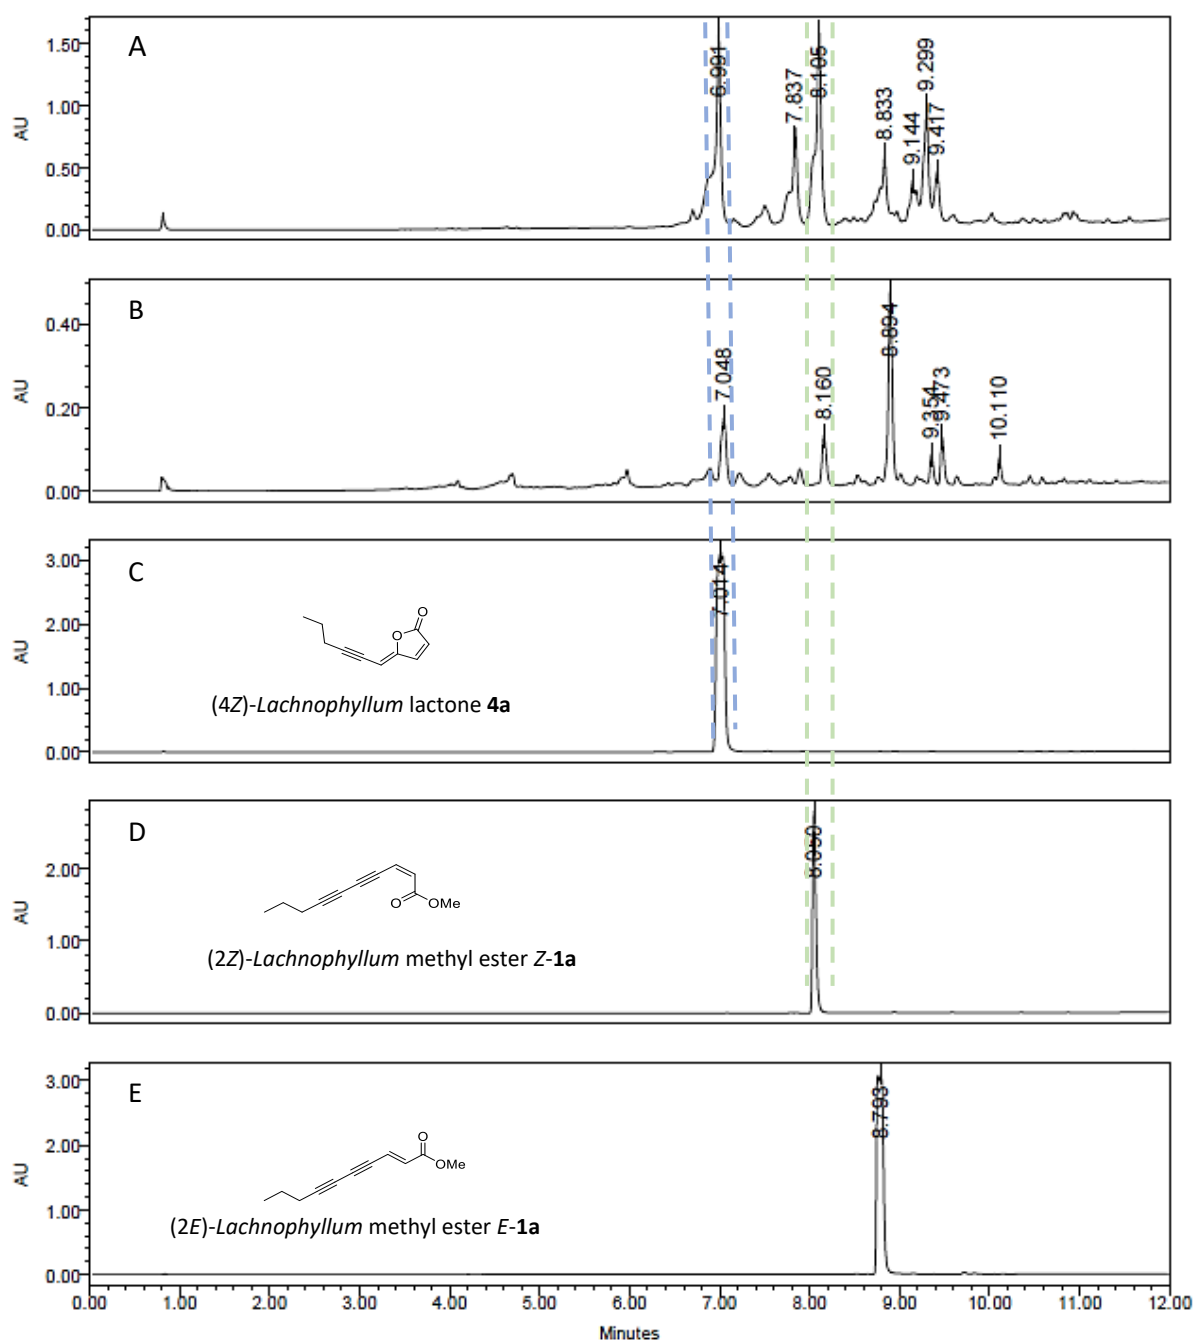 A
1.50
1.00
0.50
0.00
AU
6.991
7.837
8.105
8.833
9.144
9.299
9.417
B
0.40
0.20
0.00
AU
7.048
8.160
8.894
9.354
9.473
10.110
C
3.00
2.00
1.00
0.00
AU
7.014
O
O
(4Z)-Lachnophyllum lactone 4a
D
2.00
1.00
0.00
AU
8.050
O
OMe
(2Z)-Lachnophyllum methyl ester Z-1a
E
3.00
2.00
1.00
0.00
AU
8.793
O
OMe
(2E)-Lachnophyllum methyl ester E-1a
0.00 1.00 2.00 3.00 4.00 5.00 6.00 7.00 8.00 9.00 10.00 11.00 12.00
Minutes